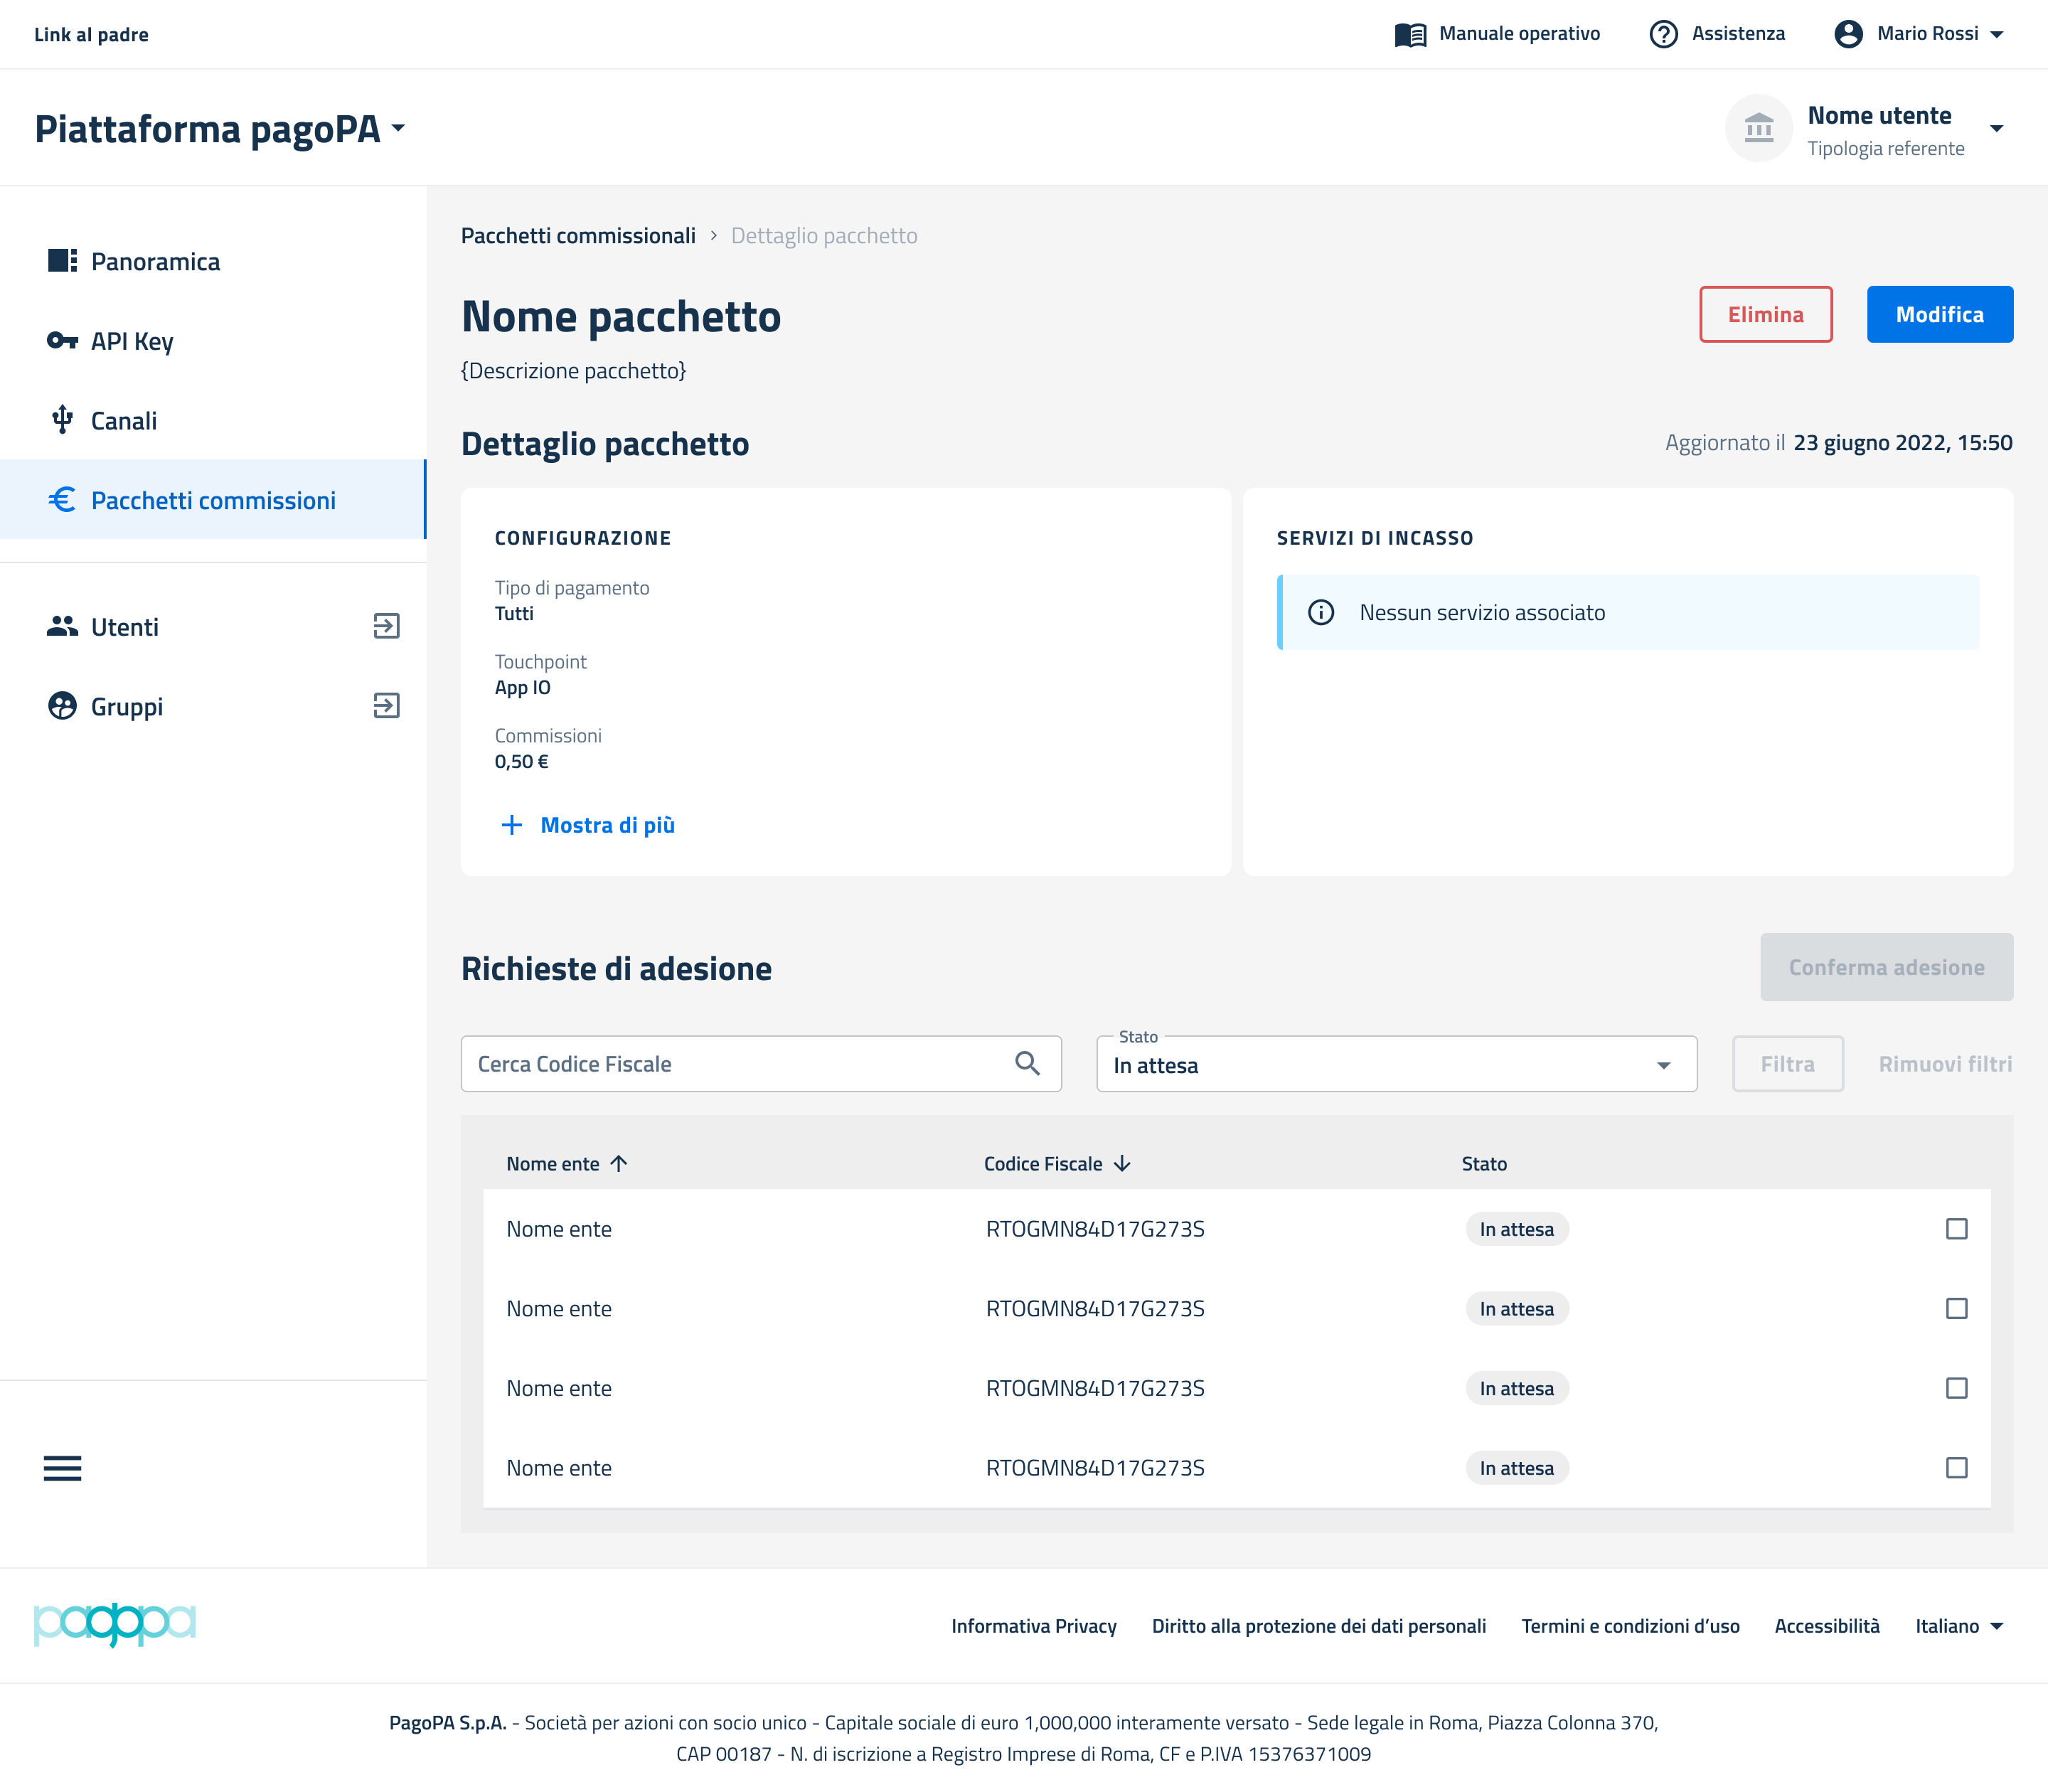 Link al padre
Manuale operativo
Assistenza
Mario Rossi
Piattaforma pagoPA
Nome utente
Tipologia referente
Panoramica
API Key
Canali
Pacchetti commissioni
Utenti
Gruppi
Pacchetti commissionali > Dettaglio pacchetto
Nome pacchetto
Elimina
Modifica
{Descrizione pacchetto}
Dettaglio pacchetto
Aggiornato il 23 giugno 2022, 15:50
CONFIGURAZIONE
Tipo di pagamento
Tutti
Touchpoint
App IO
Commissioni
0,50 €
+ Mostra di più
SERVIZI DI INCASSO
Nessun servizio associato
Richieste di adesione
Conferma adesione
Cerca Codice Fiscale
Stato
In attesa
Filtra
Rimuovi filtri
Nome ente Codice Fiscale Stato
Nome ente RTOGMN84D17G273S In attesa
Nome ente RTOGMN84D17G273S In attesa
Nome ente RTOGMN84D17G273S In attesa
Nome ente RTOGMN84D17G273S In attesa
pagopa
Informativa Privacy
Diritto alla protezione dei dati personali
Termini e condizioni d’uso
Accessibilità
Italiano
PagoPA S.p.A. - Società per azioni con socio unico - Capitale sociale di euro 1,000,000 interamente versato - Sede legale in Roma, Piazza Colonna 370,
CAP 00187 - N. di iscrizione a Registro Imprese di Roma, CF e P.IVA 15376371009